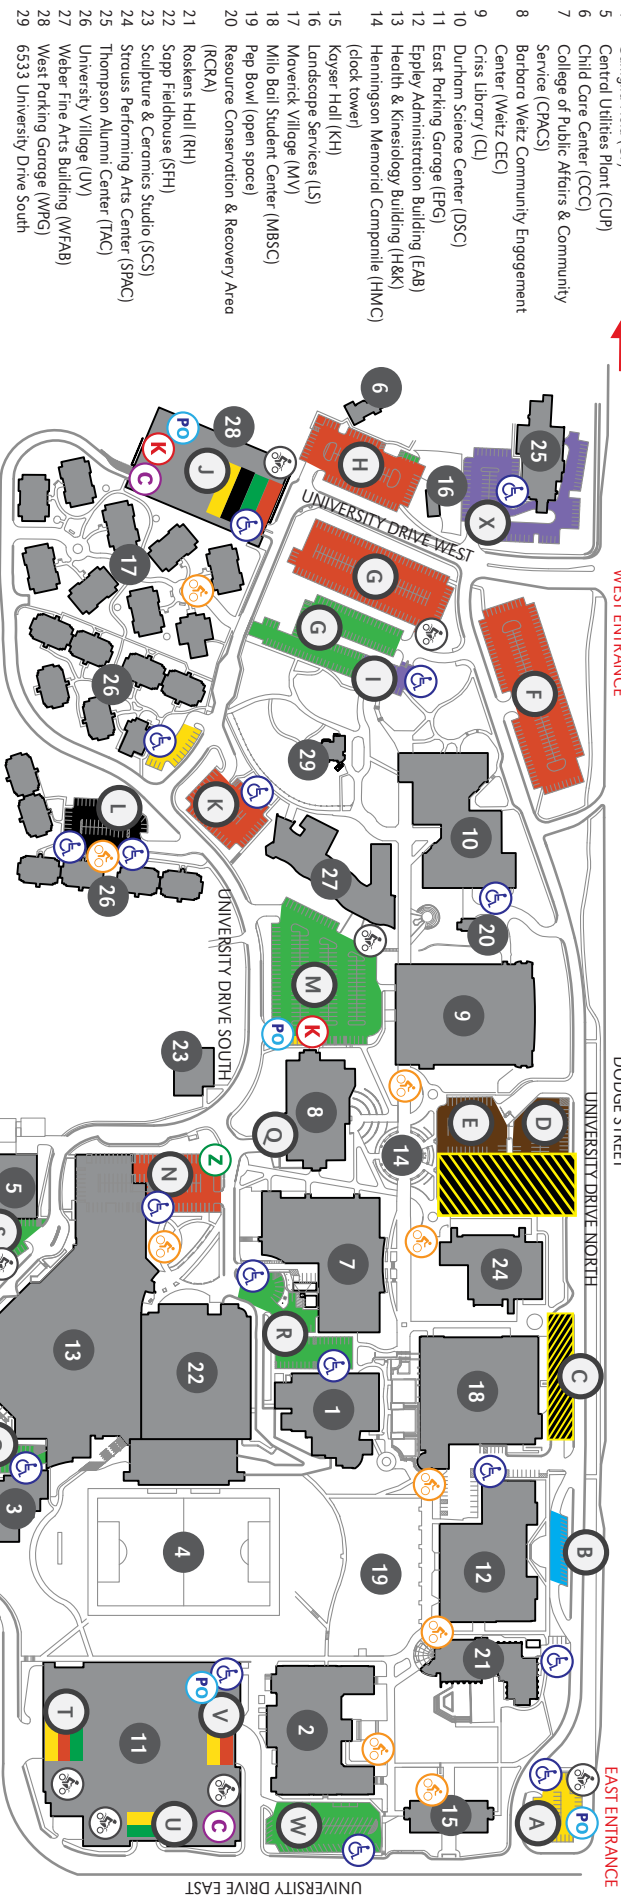 5 Central Utilities Plant (CUP)
6 Child Care Center (CCC)
7 College of Public Affairs & Community
Service (CPACS)
8 Barbara Weitz Community Engagement
Center (Weitz CEC)
9 Criss Library (CL)
10 Durham Science Center (DSC)
11 East Parking Garage (EPG)
12 Eppley Administration Building (EAB)
13 Health & Kinesiology Building (H&K)
14 Henningson Memorial Campanile (HMC)
(clock tower)
15 Kayser Hall (KH)
16 Landscape Services (LS)
17 Maverick Village (MV)
18 Milo Bail Student Center (MBSC)
19 Pep Bowl (open space)
20 Resource Conservation & Recovery Area
(RCRA)
21 Roskens Hall (RH)
22 Sapp Fieldhouse (SFH)
23 Sculpture & Ceramics Studio (SCS)
24 Strauss Performing Arts Center (SPAC)
25 Thompson Alumni Center (TAC)
26 University Village (UV)
27 Weber Fine Arts Building (WFAB)
28 West Parking Garage (WPG)
29 6533 University Drive South
WEST ENTRANCE
DODGE STREET
EAST ENTRANCE
UNIVERSITY DRIVE NORTH
UNIVERSITY DRIVE WEST
UNIVERSITY DRIVE SOUTH
UNIVERSITY DRIVE EAST
25
X
16
6
H
28
J
PO
K
C
G
G
I
F
17
26
29
K
10
20
27
L
26
M
9
K
PO
8
23
Q
14
E
D
Z
N
5
7
24
R
13
22
1
18
C
3
4
19
12
B
21
2
V
PO
T
11
U
C
W
15
A
PO